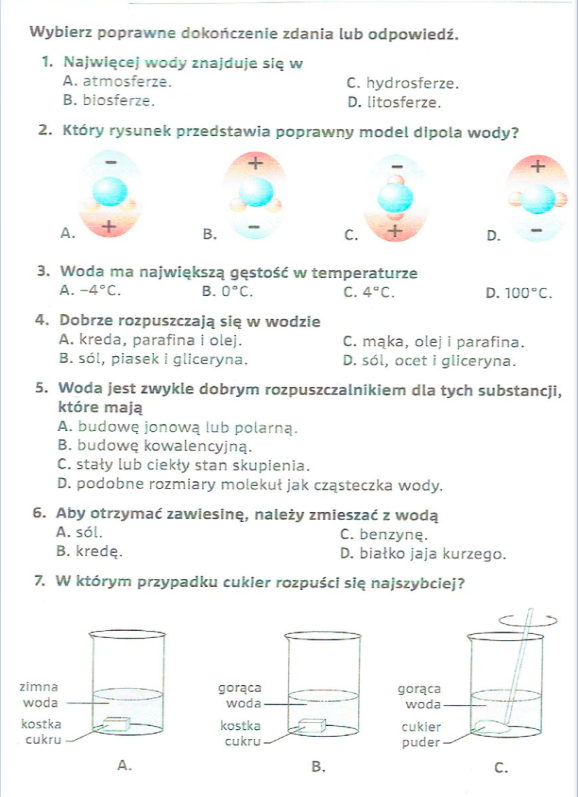 Wybierz poprawne dokończenie zdania lub odpowiedź.
1. Najwięcej wody znajduje się w
A. atmosferze. C. hydrosferze.
B. biosferze. D. litosferze.
2. Który rysunek przedstawia poprawny model dipola wody?
− + − +
A. + B. − C. + D. −
3. Woda ma największą gęstość w temperaturze
A. −4°C. B. 0°C. C. 4°C. D. 100°C.
4. Dobrze rozpuszczają się w wodzie
A. kreda, parafina i olej. C. mąka, olej i parafina.
B. sól, piasek i gliceryna. D. sól, ocet i gliceryna.
5. Woda jest zwykle dobrym rozpuszczalnikiem dla tych substancji,
które mają
A. budowę jonową lub polarną.
B. budowę kowalencyjną.
C. stały lub ciekły stan skupienia.
D. podobne rozmiary molekuł jak cząsteczka wody.
6. Aby otrzymać zawiesinę, należy zmieszać z wodą
A. sól. C. benzynę.
B. kredę. D. białko jaja kurzego.
7. W którym przypadku cukier rozpuści się najszybciej?
zimna gorąca gorąca
woda woda woda
kostka kostka cukier
cukru cukru puder
A. B. C.